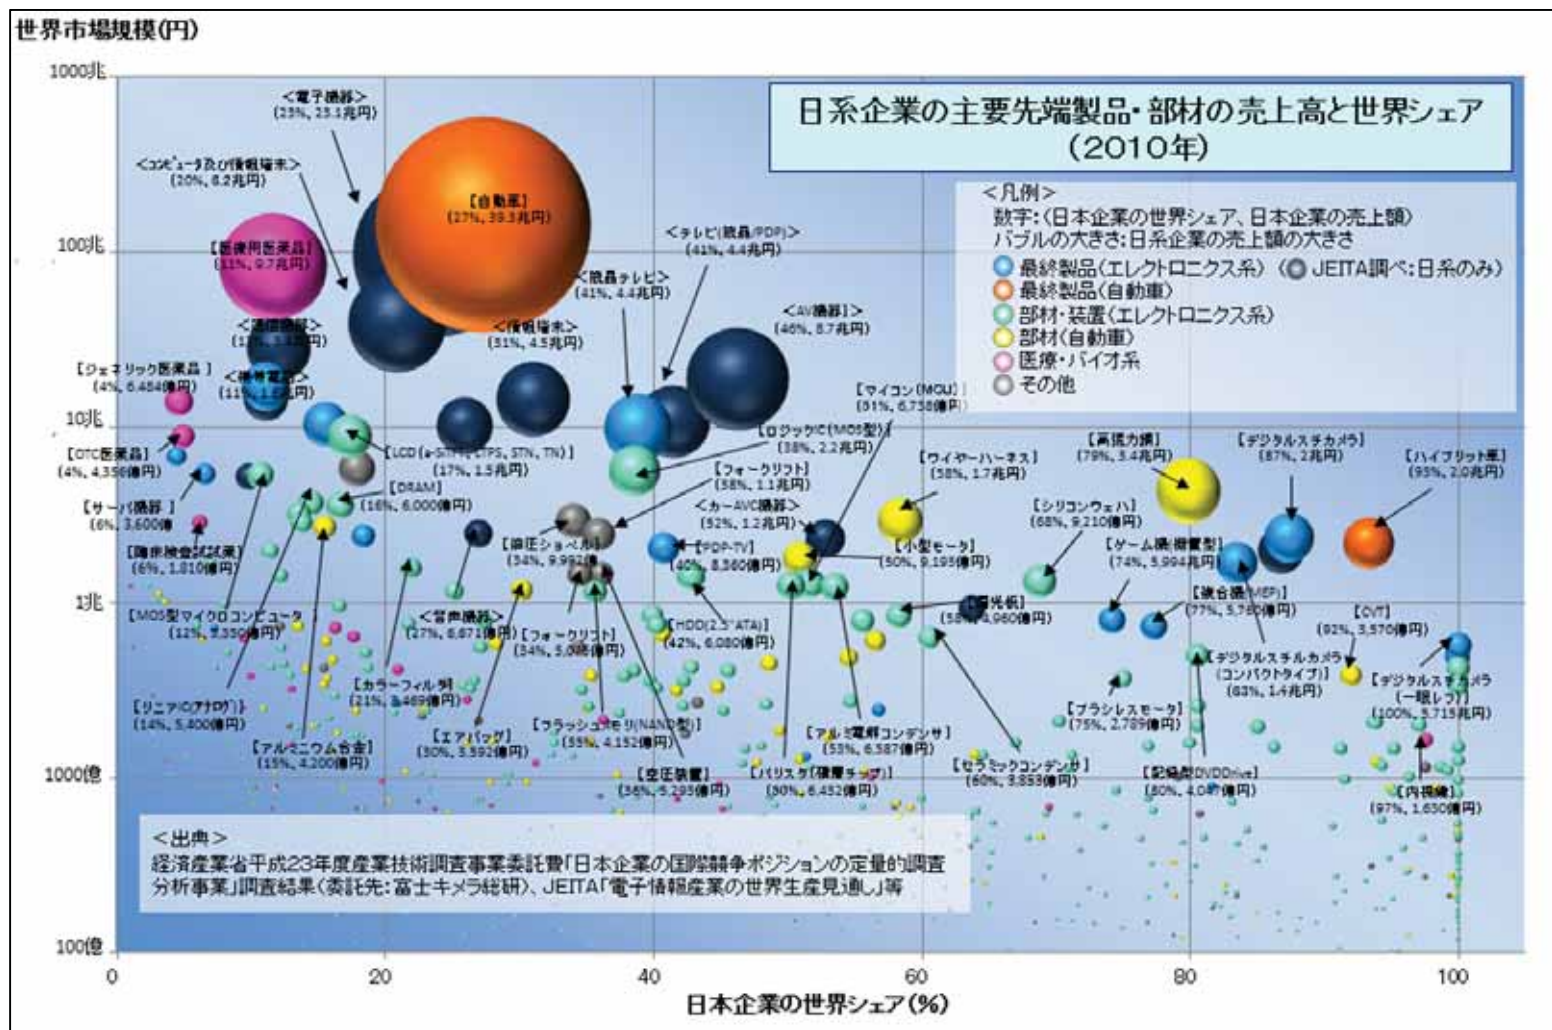 世界市場規模(円)
1000兆
100兆
10兆
1兆
1000億
100億
0
20
40
60
80
100
日本企業の世界シェア(%)
日系企業の主要先端製品・部材の売上高と世界シェア
(2010年)
<凡例>
数字:(日本企業の世界シェア、日本企業の売上額)
バブルの大きさ:日系企業の売上額の大きさ
最終製品(エレクトロニクス系) (JEITA調べ:日系のみ)
最終製品(自動車)
部材・装置(エレクトロニクス系)
部材(自動車)
医療・バイオ系
その他
<電子機器>
(23%, 23.1兆円)
<コンピュータ及び情報端末>
(20%, 8.2兆円)
【自動車】
(27%, 39.3兆円)
【医療用医薬品】
(11%, 9.7兆円)
<テレビ(液晶/PDP)>
(41%, 4.4兆円)
<液晶テレビ>
(41%, 4.4兆円)
<AV機器>
(46%, 8.7兆円)
<情報端末>
(31%, 4.5兆円)
<通信機器>
<携帯電話>
【ジェネリック医薬品】
(4%, 6,484億円)
【OTC医薬品】
(4%, 4,356億円)
【サーバ機器】
(6%, 3,600億
【臨床検査試試薬】
(6%, 1,810億円)
【MOS型マイクロコンピュータ
【リニアIC(アナログ)】
(14%, 5,400億円)
【アルミニウム合金】
(15%, 4,200億円)
【DRAM】
(16%, 6,000億円)
(17%, 1.5兆円)
【カラーフィルタ】
(21%, 3,469億円)
<音声機器>
(27%, 6,671億円)
【エアバッグ】
(30%, 3,592億円)
【油圧ショベル】
【フォークリフト】
【フラッシュメモリ(NAND型)】
(35%, 4,152億円)
【空圧装置】
(36%, 5,293億円)
【フォークリフト】
(38%, 1.1兆円)
【ロジックIC(MOS型)】
(38%, 2.2兆円)
【マイコン(MCU)】
【PDP-TV】
(40%, 8,360億円)
【HDD(2.5"ATA)】
(42%, 6,080億円)
<カーAVC機器>
(52%, 1.2兆円)
【小型モータ】
(50%, 9,195億円)
【バリスタ(積層チップ)】
(50%, 6,432億円)
【アルミ電解コンデンサ】
(53%, 6,587億円)
【ワイヤーハーネス】
(58%, 1.7兆円)
(58%, 4,960億円)
【セラミックコンデンサ】
(60%, 3,853億円)
【シリコンウェハ】
(68%, 9,210億円)
【ゲーム機(据置型】
(74%, 5,994億円)
【ブラシレスモータ】
(75%, 2,789億円)
【複合機(MFP)】
(77%, 5,760億円)
【高張力鋼】
(79%, 3.4兆円)
【記録型DVDDrive】
(80%, 4,047億円)
【デジタルスチルカメラ
(コンパクトタイプ)】
(83%, 1.4兆円)
【デジタルスチカメラ】
(87%, 2兆円)
【CVT】
(92%, 3,570億円)
【ハイブリッド車】
(93%, 2.0兆円)
【内視鏡】
(97%, 1,650億円)
【デジタルスチカメラ
(一眼レフ)】
(100%, 5,715兆円)
<出典>
経済産業省平成23年度産業技術調査事業委託費「日本企業の国際競争ポジションの定量的調査
分析事業」調査結果(委託先:富士キメラ総研)、JEITA「電子情報産業の世界生産見通し」等